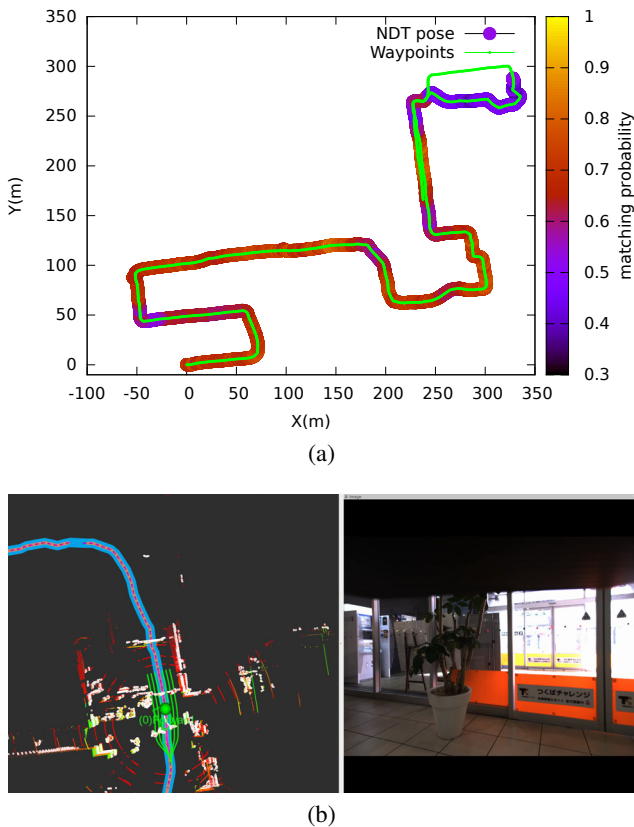 NDT pose
Waypoints
350
300
250
200
150
100
50
0
Y(m)
-100 -50 0 50 100 150 200 250 300 350
X(m)
1
0.9
0.8
0.7
0.6
0.5
0.4
0.3
matching probability
(a)
つくばチャレンジ
(b)